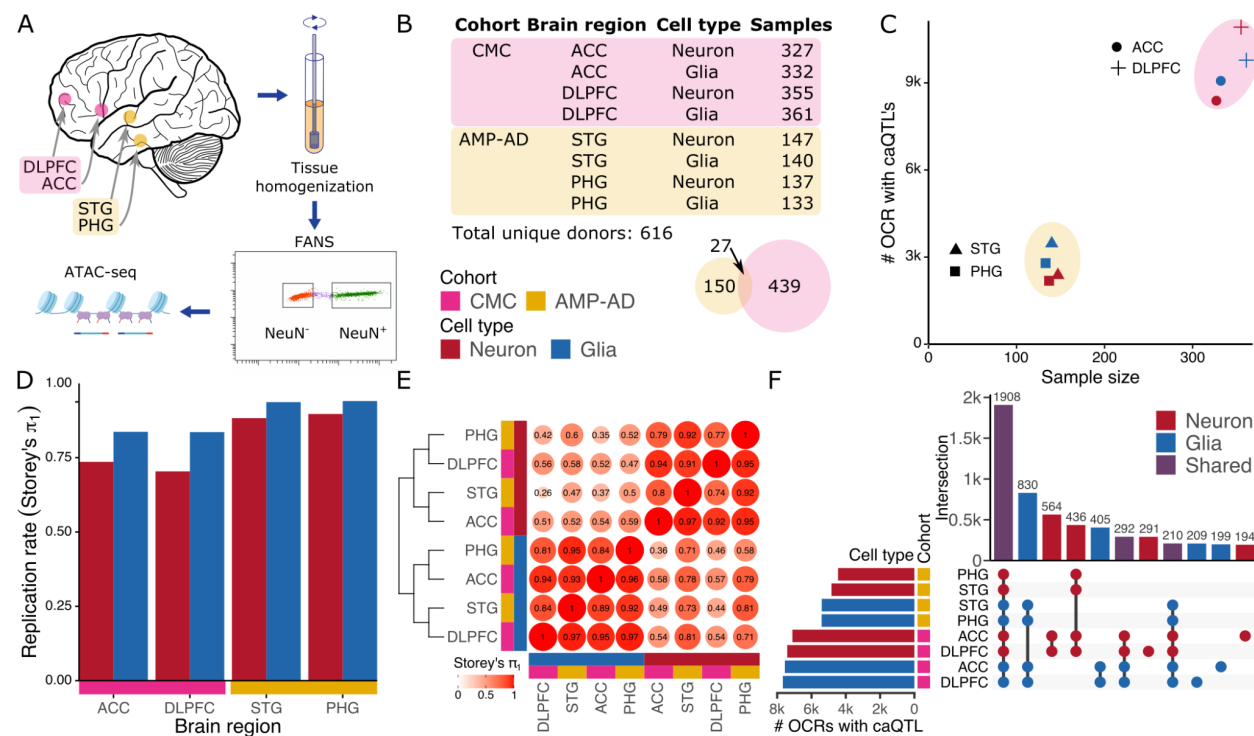 A
DLPFC
ACC
STG
PHG
Tissue
homogenization
FANS
NeuN-
NeuN+
ATAC-seq
B
Cohort Brain region Cell type Samples
CMC ACC Neuron 327
ACC Glia 332
DLPFC Neuron 355
DLPFC Glia 361
AMP-AD STG Neuron 147
STG Glia 140
PHG Neuron 137
PHG Glia 133
Total unique donors: 616
27
150 439
Cohort
CMC AMP-AD
Cell type
Neuron Glia
C
# OCR with caQTLs
9k
6k
3k
0
ACC
DLPFC
STG
PHG
0 100 200 300
Sample size
D
Replication rate (Storey's π1)
1.00
0.75
0.50
0.25
0.00
ACC DLPFC STG PHG
Brain region
E
PHG 0.42 0.6 0.35 0.52 0.79 0.92 0.77 1
DLPFC 0.56 0.58 0.52 0.47 0.94 0.91 1 0.95
STG 0.26 0.47 0.37 0.5 0.8 1 0.74 0.92
ACC 0.51 0.52 0.54 0.59 1 0.97 0.92 0.95
PHG 0.81 0.95 0.84 1 0.36 0.71 0.46 0.58
ACC 0.94 0.93 1 0.96 0.58 0.78 0.57 0.79
STG 0.84 1 0.89 0.92 0.49 0.73 0.44 0.81
DLPFC 1 0.97 0.95 0.97 0.54 0.81 0.54 0.71
Storey's π1
0 0.5 1
DLPFC STG ACC PHG ACC STG DLPFC PHG
F
Intersection
2k
1.5k
1k
0.5k
0
1908 830 564 436 405 292 291 210 209 199 194
Neuron
Glia
Shared
Cell type
Cohort
PHG
STG
STG
PHG
ACC
DLPFC
ACC
DLPFC
8k 6k 4k 2k 0
# OCRs with caQTL